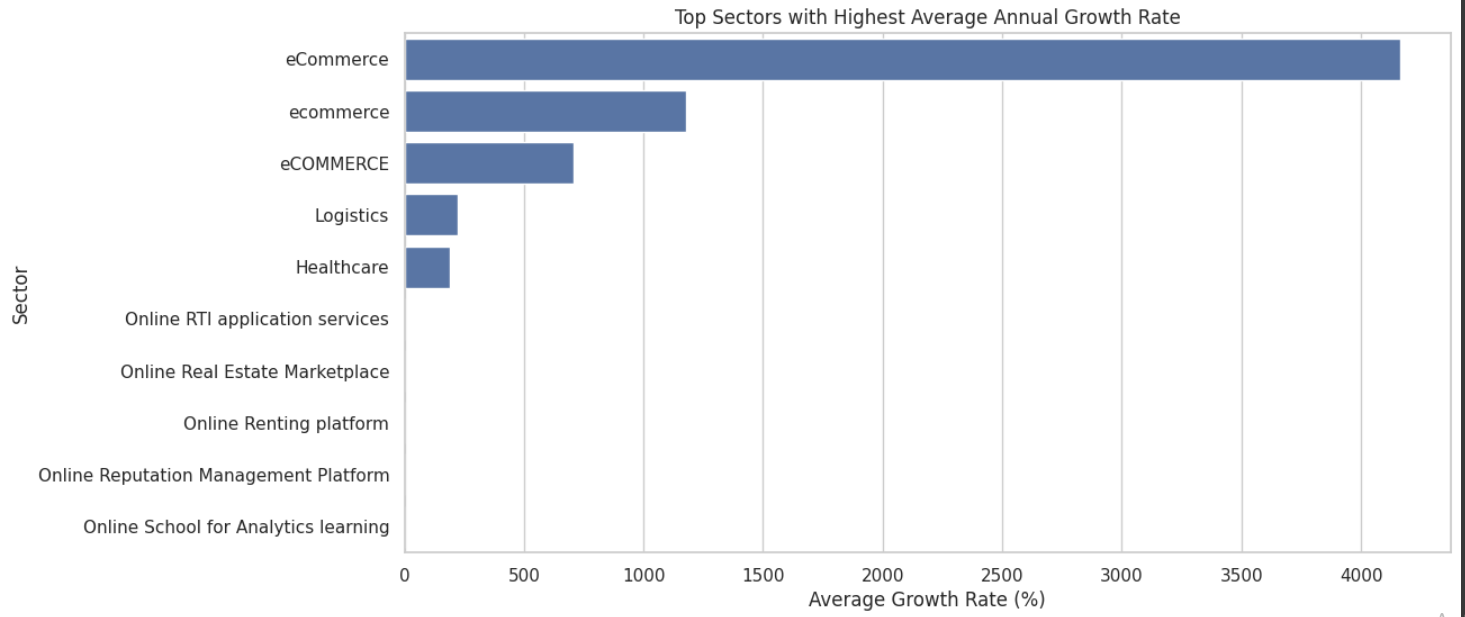 Top Sectors with Highest Average Annual Growth Rate
eCommerce
ecommerce
eCOMMERCE
Logistics
Healthcare
Online RTI application services
Online Real Estate Marketplace
Online Renting platform
Online Reputation Management Platform
Online School for Analytics learning
Sector
0 500 1000 1500 2000 2500 3000 3500 4000
Average Growth Rate (%)